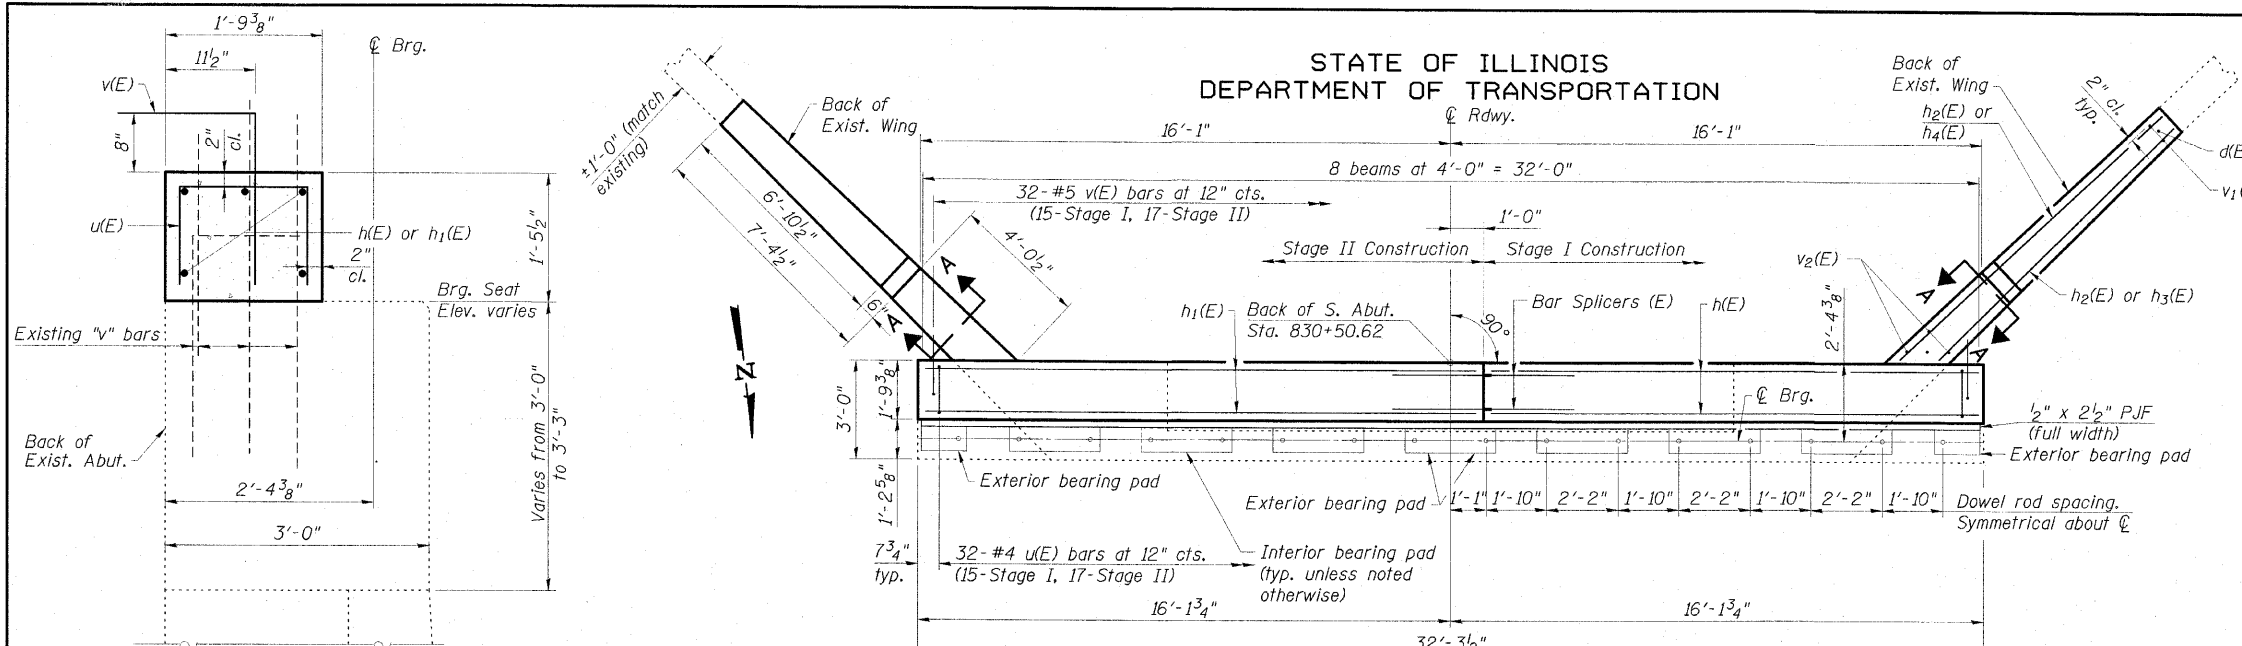 STATE OF ILLINOIS
DEPARTMENT OF TRANSPORTATION
1'-9 3/8"
11 1/2"
℄ Brg.
v(E)
8"
2"
cl.
u(E)
h(E) or h1(E)
2"
cl.
1'-5 1/2"
Brg. Seat
Elev. varies
Existing "v" bars
Back of
Exist. Abut.
2'-4 3/8"
3'-0"
Varies from 3'-0"
to 3'-3"
±1'-0" (match
existing)
Back of
Exist. Wing
6'-10 1/2"
7'-4 1/2"
6"
A
A
4'-0 1/2"
N
℄ Rdwy.
16'-1"
16'-1"
8 beams at 4'-0" = 32'-0"
32-#5 v(E) bars at 12" cts.
(15-Stage I, 17-Stage II)
1'-0"
Stage II Construction
Stage I Construction
h1(E)
Back of S. Abut.
Sta. 830+50.62
90°
Bar Splicers (E)
h(E)
Back of
Exist. Wing
h2(E) or
h4(E)
2" cl.
typ.
d(E
v1(
v2(E)
A
A
h2(E) or h3(E)
2'-4 3/8"
℄ Brg.
1/2" x 2 1/2" PJF
(full width)
Exterior bearing pad
3'-0"
1'-9 3/8"
1'-2 5/8"
Exterior bearing pad
Exterior bearing pad
1'-1"
1'-10"
2'-2"
1'-10"
2'-2"
1'-10"
2'-2"
1'-10"
Dowel rod spacing.
Symmetrical about ℄
7 3/4"
typ.
32-#4 u(E) bars at 12" cts.
(15-Stage I, 17-Stage II)
Interior bearing pad
(typ. unless noted
otherwise)
16'-1 3/4"
16'-1 3/4"
32'-3 1/2"